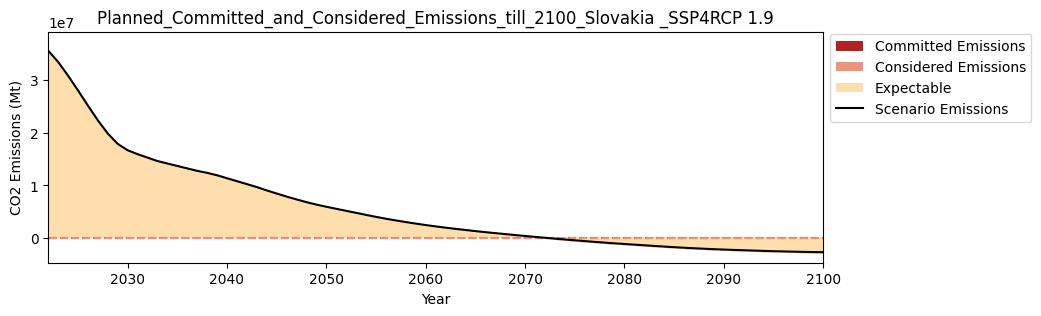 Planned_Committed_and_Considered_Emissions_till_2100_Slovakia _SSP4RCP 1.9
1e7
CO2 Emissions (Mt)
3
2
1
0
2030 2040 2050 2060 2070 2080 2090 2100
Year
Committed Emissions
Considered Emissions
Expectable
Scenario Emissions